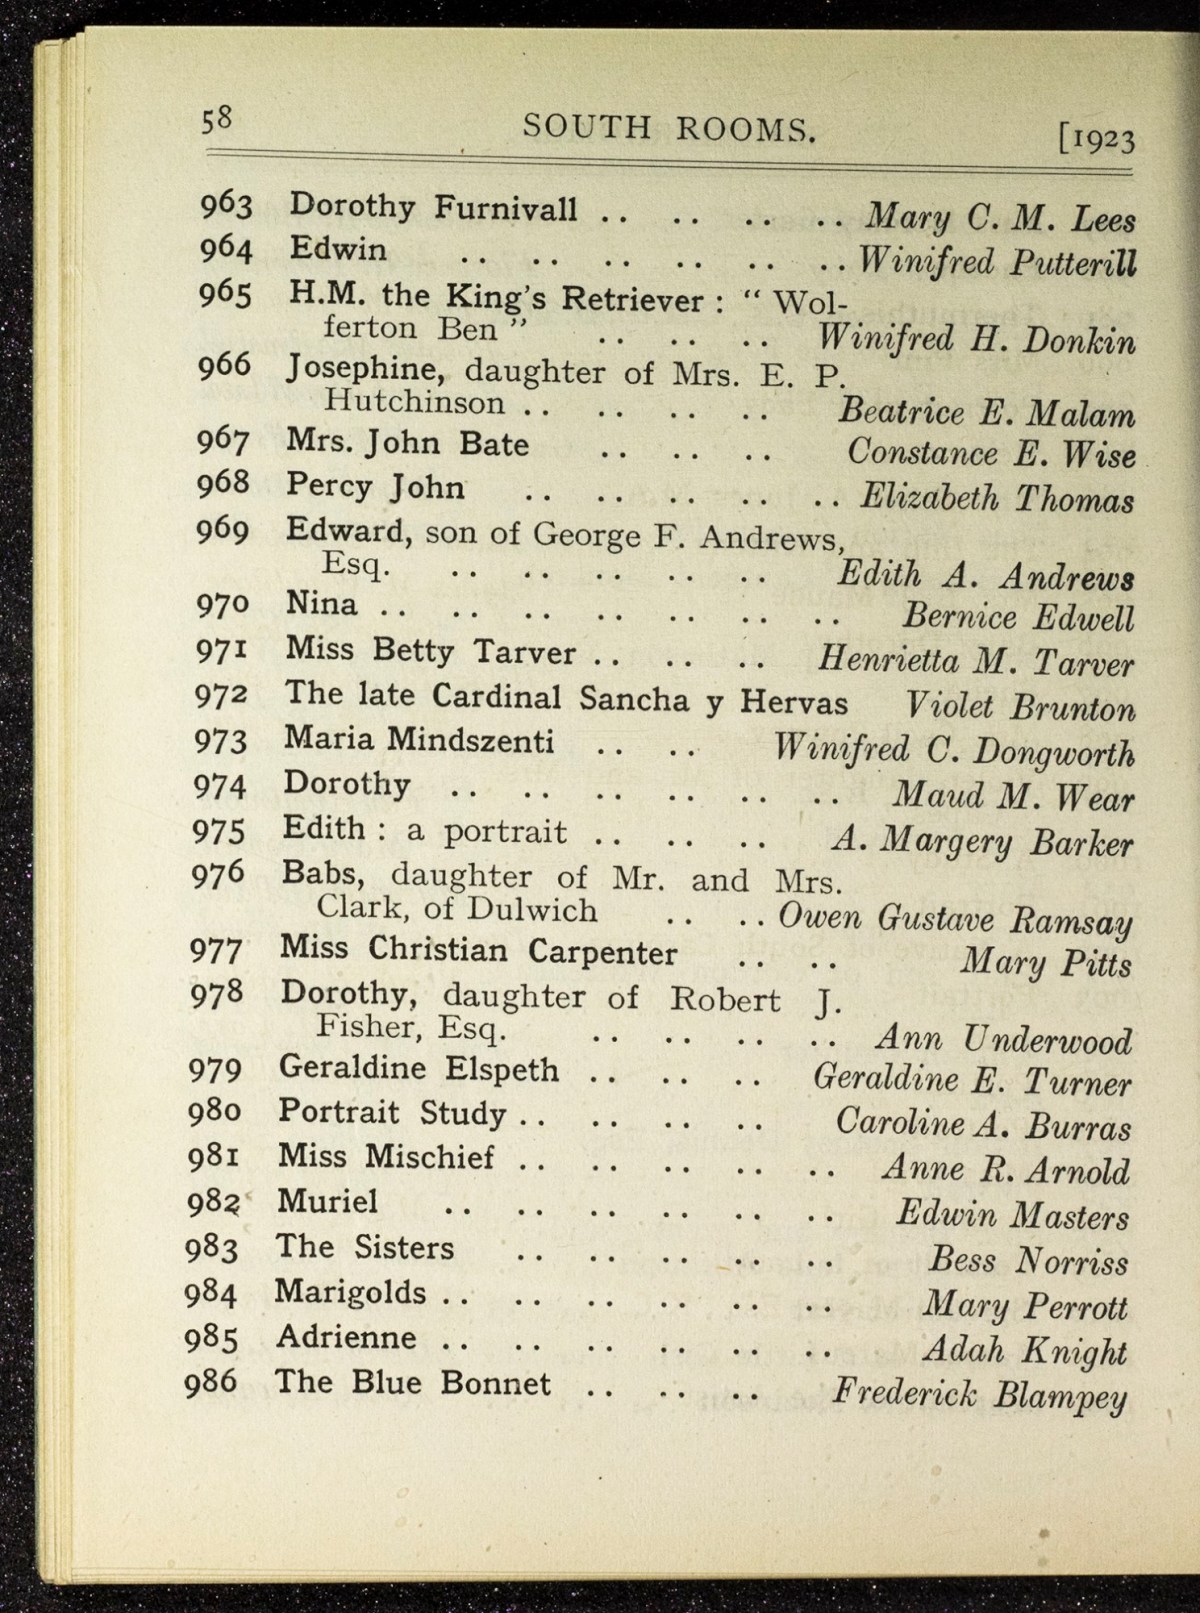 58 SOUTH ROOMS. [1923
963 Dorothy Furnivall .. .. .. .. Mary C. M. Lees
964 Edwin .. .. .. .. .. .. Winifred Putterill
965 H.M. the King's Retriever : " Wol-
ferton Ben " .. .. .. Winifred H. Donkin
966 Josephine, daughter of Mrs. E. P.
Hutchinson .. .. .. .. Beatrice E. Malam
967 Mrs. John Bate .. .. .. Constance E. Wise
968 Percy John .. .. .. .. .. Elizabeth Thomas
969 Edward, son of George F. Andrews,
Esq. .. .. .. .. .. Edith A. Andrews
970 Nina .. .. .. .. .. .. .. Bernice Edwell
971 Miss Betty Tarver .. .. .. Henrietta M. Tarver
972 The late Cardinal Sancha y Hervas Violet Brunton
973 Maria Mindszenti .. .. Winifred C. Dongworth
974 Dorothy .. .. .. .. .. .. Maud M. Wear
975 Edith : a portrait .. .. .. A. Margery Barker
976 Babs, daughter of Mr. and Mrs.
Clark, of Dulwich .. .. Owen Gustave Ramsay
977 Miss Christian Carpenter .. .. Mary Pitts
978 Dorothy, daughter of Robert J.
Fisher, Esq. .. .. .. .. Ann Underwood
979 Geraldine Elspeth .. .. .. Geraldine E. Turner
980 Portrait Study .. .. .. .. Caroline A. Burras
981 Miss Mischief .. .. .. .. .. Anne R. Arnold
982 Muriel .. .. .. .. .. .. Edwin Masters
983 The Sisters .. .. .. .. .. Bess Norriss
984 Marigolds .. .. .. .. .. .. Mary Perrott
985 Adrienne .. .. .. .. .. .. Adah Knight
986 The Blue Bonnet .. .. .. Frederick Blampey